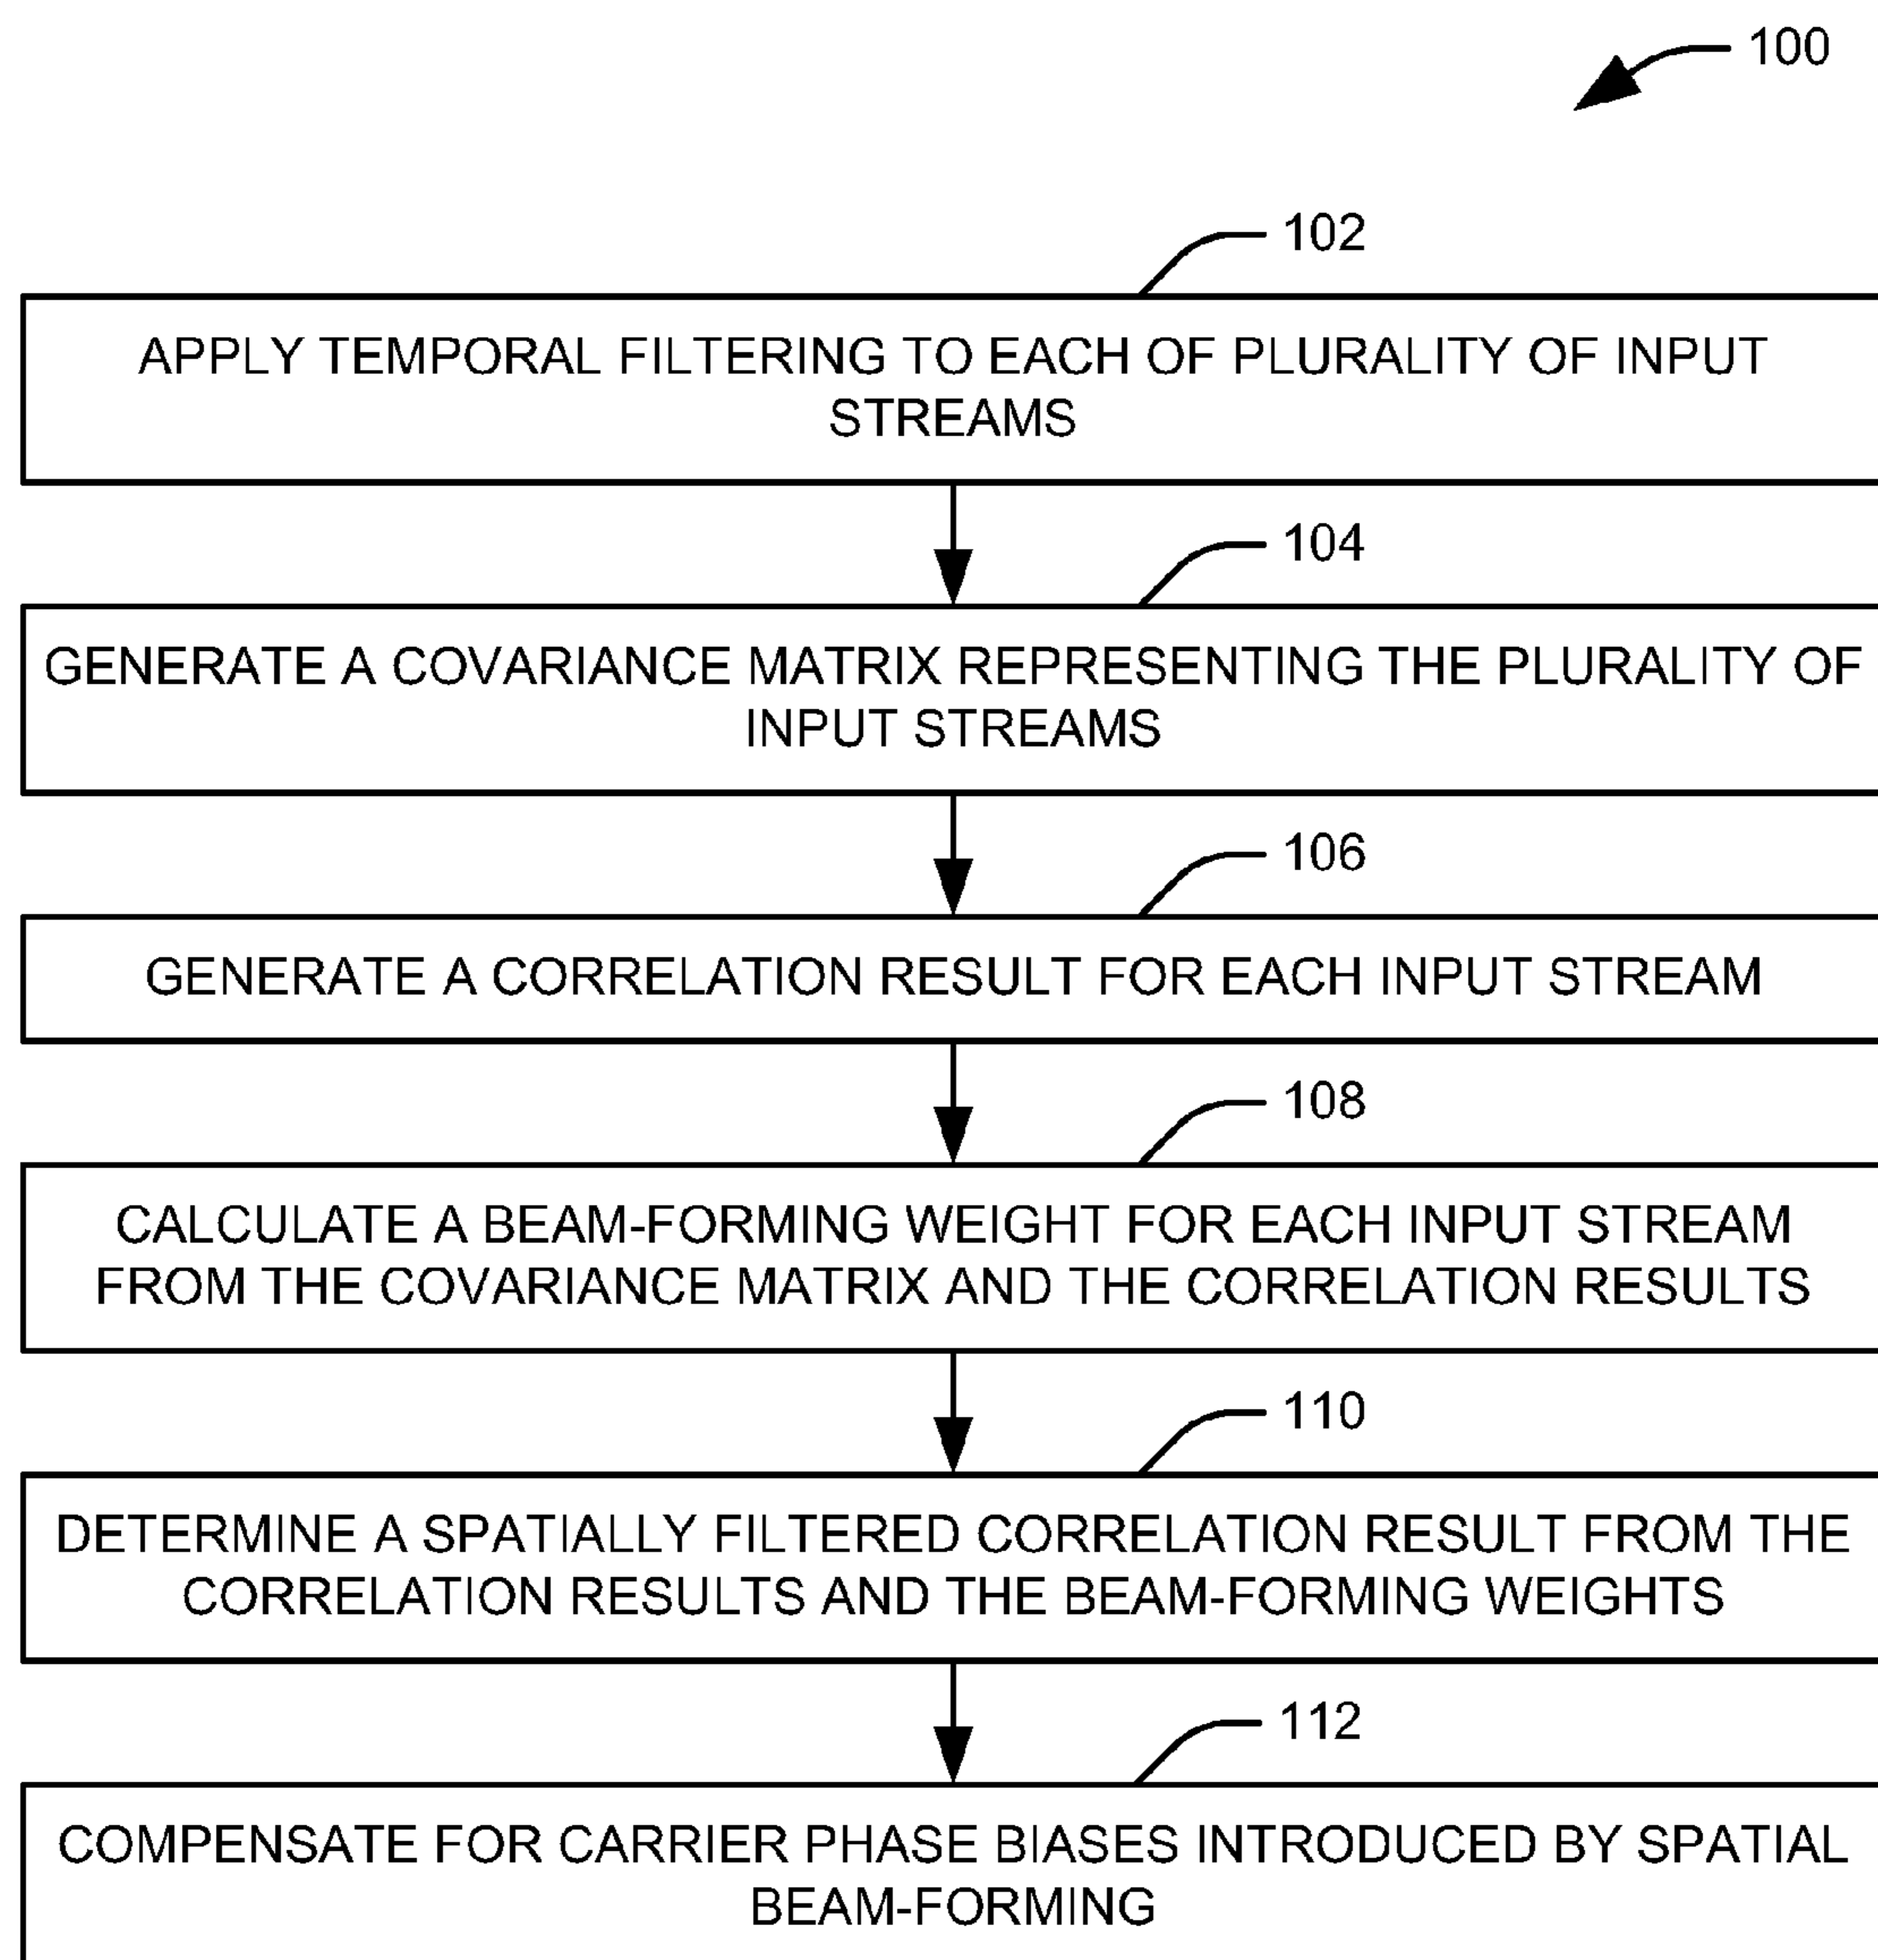 100
102
APPLY TEMPORAL FILTERING TO EACH OF PLURALITY OF INPUT
STREAMS
104
GENERATE A COVARIANCE MATRIX REPRESENTING THE PLURALITY OF
INPUT STREAMS
106
GENERATE A CORRELATION RESULT FOR EACH INPUT STREAM
108
CALCULATE A BEAM-FORMING WEIGHT FOR EACH INPUT STREAM
FROM THE COVARIANCE MATRIX AND THE CORRELATION RESULTS
110
DETERMINE A SPATIALLY FILTERED CORRELATION RESULT FROM THE
CORRELATION RESULTS AND THE BEAM-FORMING WEIGHTS
112
COMPENSATE FOR CARRIER PHASE BIASES INTRODUCED BY SPATIAL
BEAM-FORMING